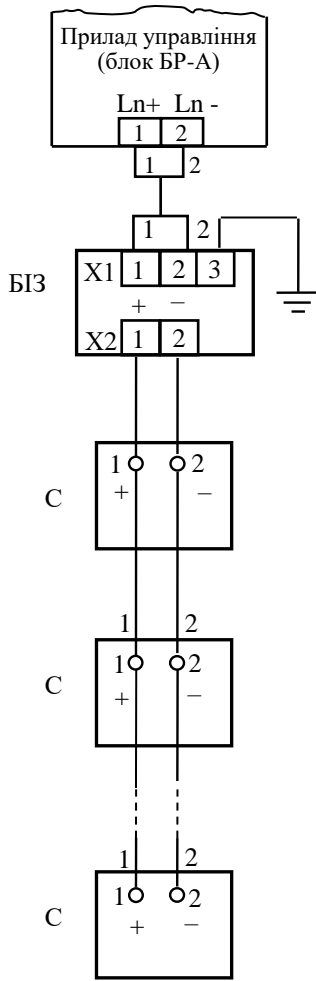 Прилад управління
(блок БР-А)
Ln+ Ln -
1 2
1 2
1 2
БІЗ
X1 1 2 3
+ –
X2 1 2
1 2
С
+ –
1 2
1 2
С
+ –
1 2
1 2
С
+ –